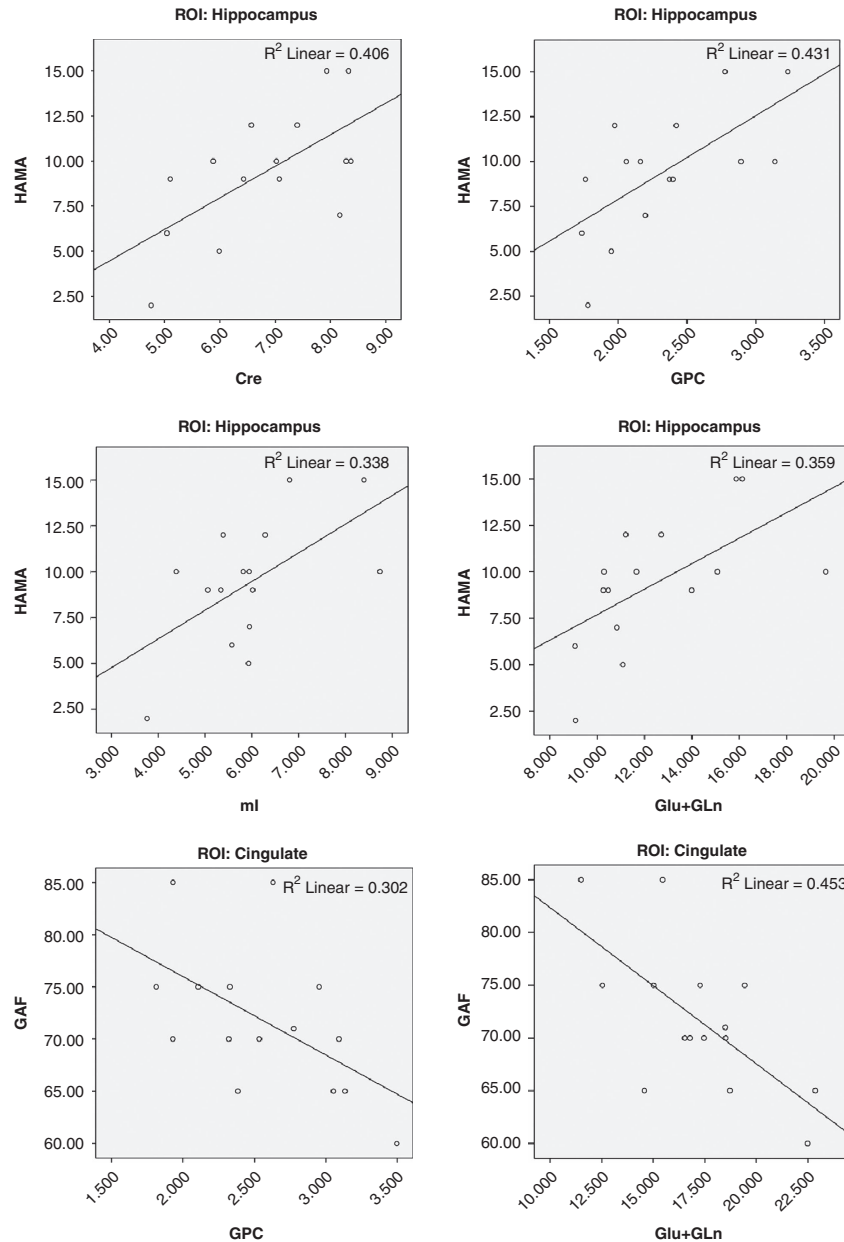 ROI: Hippocampus
R² Linear = 0.406
15.00
12.50
10.00
7.50
5.00
2.50
HAMA
4.00 5.00 6.00 7.00 8.00 9.00
Cre
ROI: Hippocampus
R² Linear = 0.431
15.00
12.50
10.00
7.50
5.00
2.50
HAMA
1.500 2.000 2.500 3.000 3.500
GPC
ROI: Hippocampus
R² Linear = 0.338
15.00
12.50
10.00
7.50
5.00
2.50
HAMA
3.000 4.000 5.000 6.000 7.000 8.000 9.000
mI
ROI: Hippocampus
R² Linear = 0.359
15.00
12.50
10.00
7.50
5.00
2.50
HAMA
8.000 10.000 12.000 14.000 16.000 18.000 20.000
Glu+GLn
ROI: Cingulate
R² Linear = 0.302
85.00
80.00
75.00
70.00
65.00
60.00
GAF
1.500 2.000 2.500 3.000 3.500
GPC
ROI: Cingulate
R² Linear = 0.453
85.00
80.00
75.00
70.00
65.00
60.00
GAF
10.000 12.500 15.000 17.500 20.000 22.500
Glu+GLn